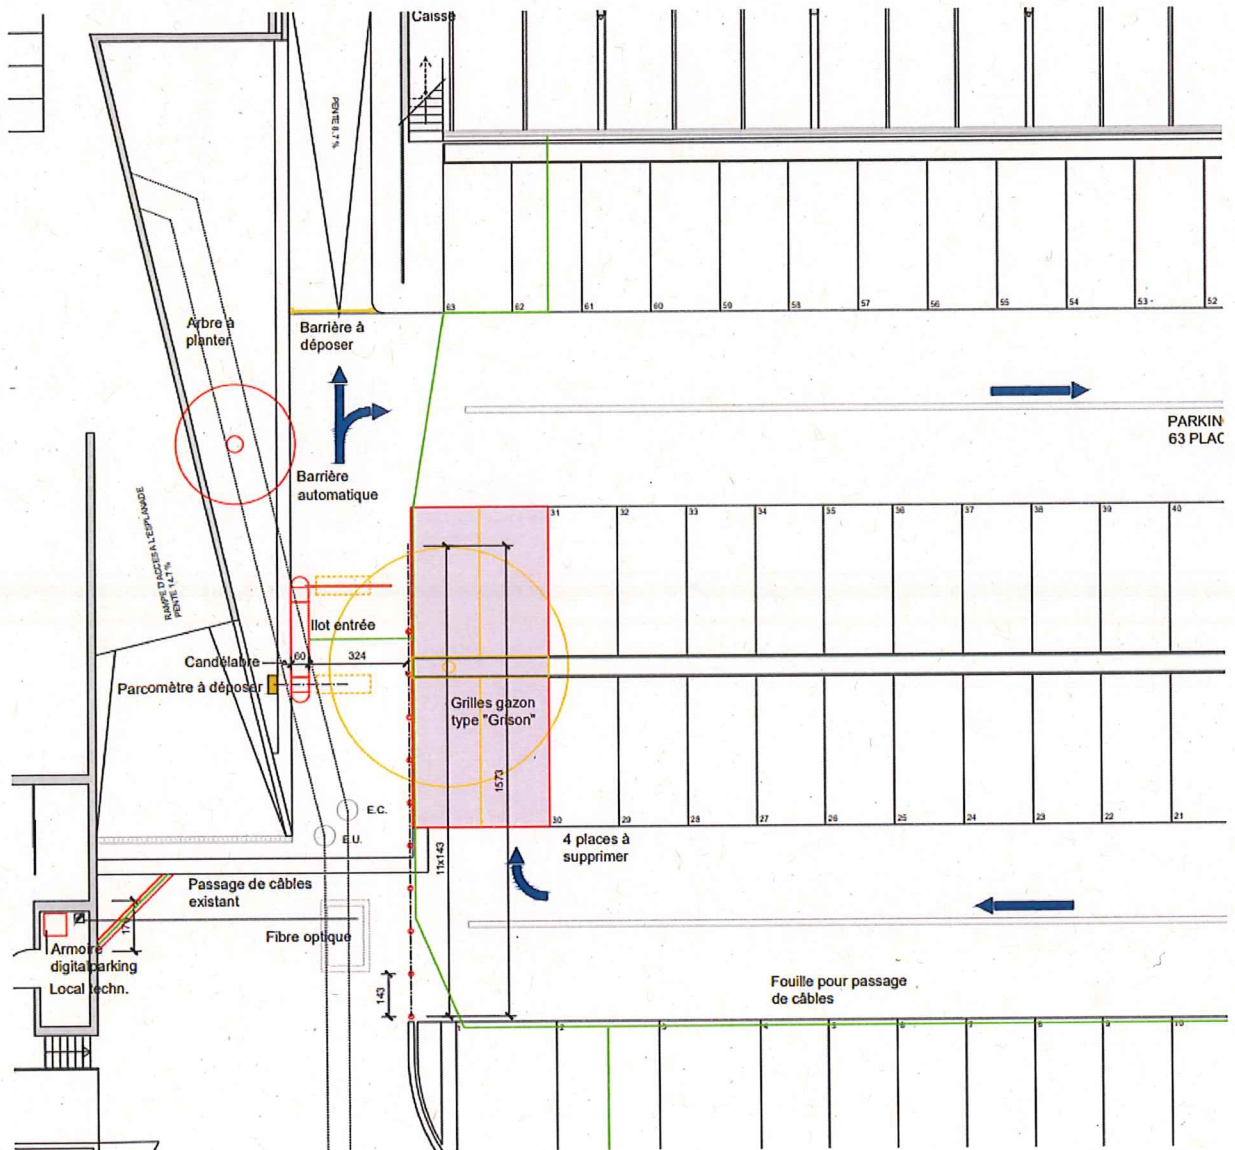 Caisse
PENTE 8.7 %
63
62
61
60
59
58
57
56
55
54
53
52
Arbre à
planter
Barrière à
déposer
PARKIN
63 PLAC
Barrière
automatique
RAMPE D'ACCES A L'ESPLANADE
PENTE 14.7 %
31
32
33
34
35
36
37
38
39
40
Ilot entrée
Candélabre
60
324
Parcomètre à déposer
Grilles gazon
type "Grison"
1573
11x143
E.C.
E.U.
30
29
28
27
26
25
24
23
22
21
4 places à
supprimer
Passage de câbles
existant
Fibre optique
Armoire
digitalparking
Local techn.
143
Fouille pour passage
de câbles
1
2
3
4
5
6
7
8
9
10